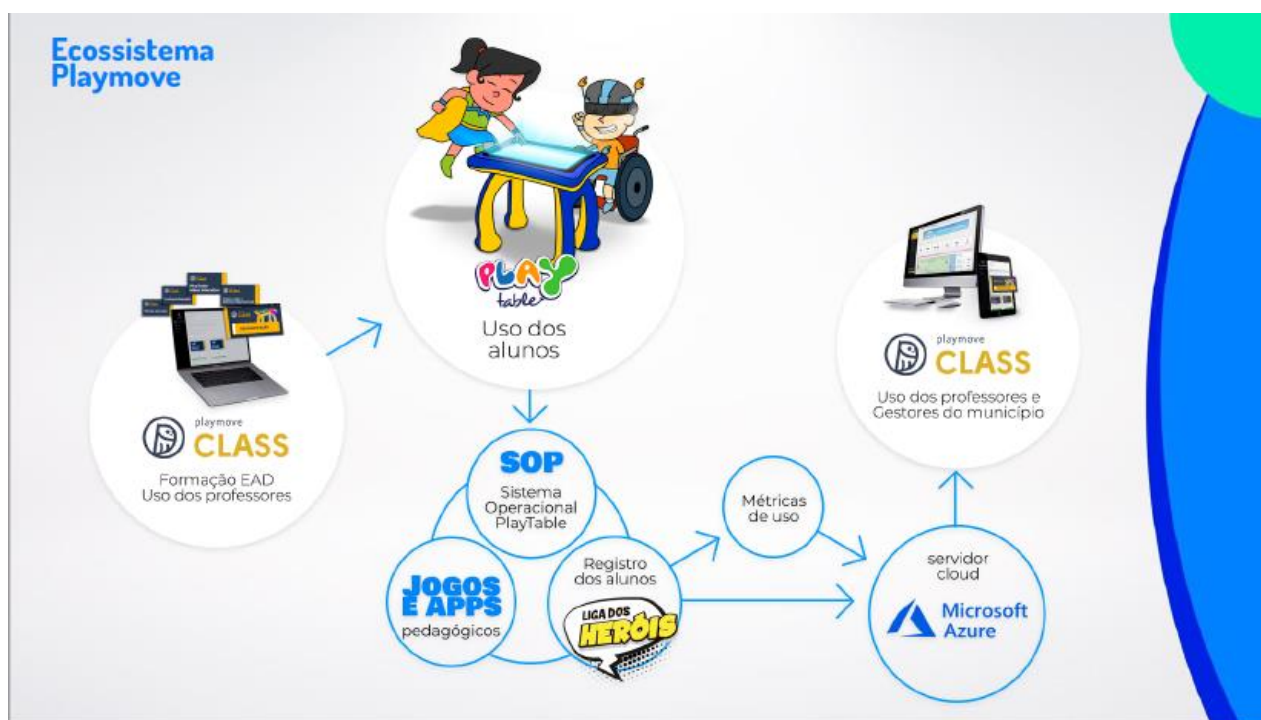 Ecossistema
Playmove
PLAY
table
Uso dos
alunos
playmove
CLASS
Formação EAD
Uso dos professores
SOP
Sistema
Operacional
PlayTable
JOGOS
E APPS
pedagógicos
Registro
dos alunos
LIGA DOS
HERÓIS
Métricas
de uso
servidor
cloud
Microsoft
Azure
playmove
CLASS
Uso dos professores e
Gestores do município